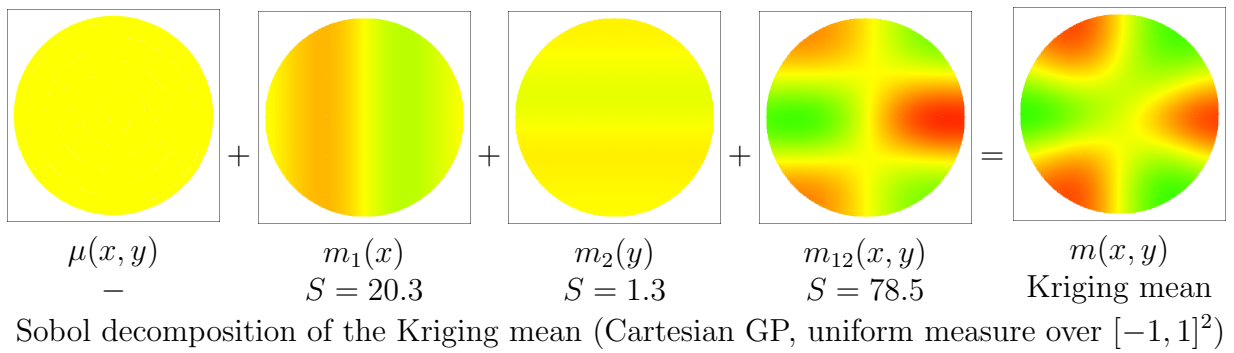 + + + =
μ(x, y) m₁(x) m₂(y) m₁₂(x, y) m(x, y)
− S = 20.3 S = 1.3 S = 78.5 Kriging mean
Sobol decomposition of the Kriging mean (Cartesian GP, uniform measure over [−1, 1]²)